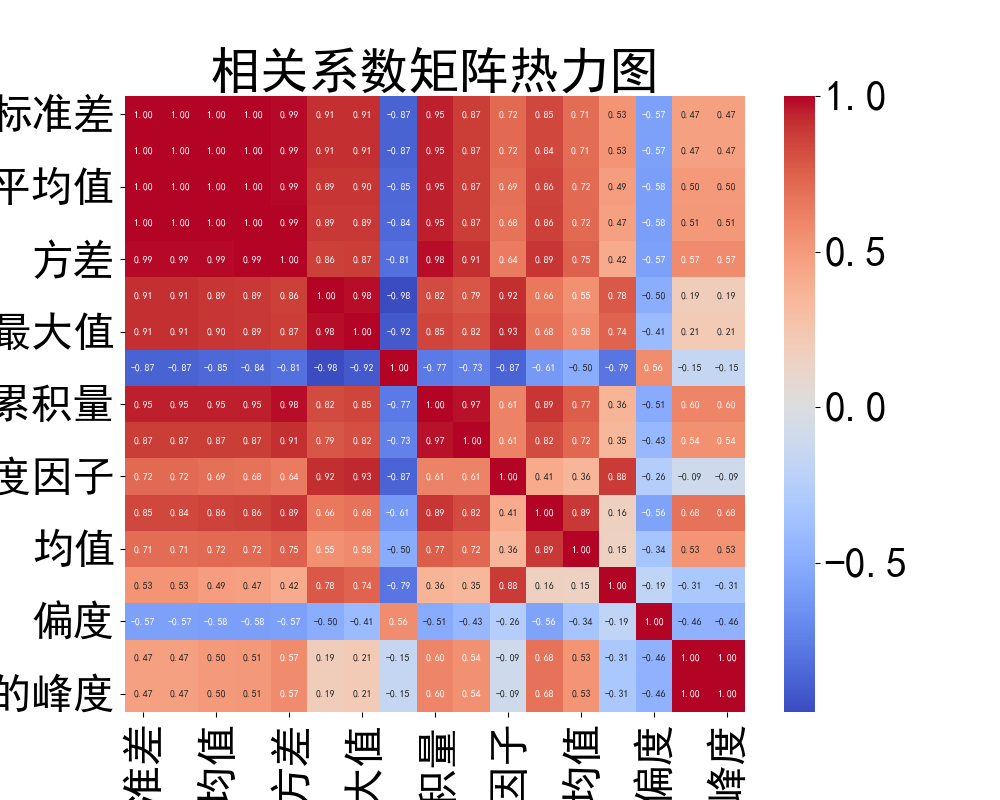 相关系数矩阵热力图
标准差 1.00 1.00 1.00 1.00 0.99 0.91 0.91 −0.87 0.95 0.87 0.72 0.85 0.71 0.53 −0.57 0.47 0.47
1.00 1.00 1.00 1.00 0.99 0.91 0.91 −0.87 0.95 0.87 0.72 0.84 0.71 0.53 −0.57 0.47 0.47
平均值 1.00 1.00 1.00 1.00 0.99 0.89 0.90 −0.85 0.95 0.87 0.69 0.86 0.72 0.49 −0.58 0.50 0.50
1.00 1.00 1.00 1.00 0.99 0.89 0.89 −0.84 0.95 0.87 0.68 0.86 0.72 0.47 −0.58 0.51 0.51
方差 0.99 0.99 0.99 0.99 1.00 0.86 0.87 −0.81 0.98 0.91 0.64 0.89 0.75 0.42 −0.57 0.57 0.57
0.91 0.91 0.89 0.89 0.86 1.00 0.98 −0.98 0.82 0.79 0.92 0.66 0.55 0.78 −0.50 0.19 0.19
最大值 0.91 0.91 0.90 0.89 0.87 0.98 1.00 −0.92 0.85 0.82 0.93 0.68 0.58 0.74 −0.41 0.21 0.21
−0.87 −0.87 −0.85 −0.84 −0.81 −0.98 −0.92 1.00 −0.77 −0.73 −0.87 −0.61 −0.50 −0.79 0.56 −0.15 −0.15
累积量 0.95 0.95 0.95 0.95 0.98 0.82 0.85 −0.77 1.00 0.97 0.61 0.89 0.77 0.36 −0.51 0.60 0.60
0.87 0.87 0.87 0.87 0.91 0.79 0.82 −0.73 0.97 1.00 0.61 0.82 0.72 0.35 −0.43 0.54 0.54
度因子 0.72 0.72 0.69 0.68 0.64 0.92 0.93 −0.87 0.61 0.61 1.00 0.41 0.36 0.88 −0.26 −0.09 −0.09
0.85 0.84 0.86 0.86 0.89 0.66 0.68 −0.61 0.89 0.82 0.41 1.00 0.89 0.16 −0.56 0.68 0.68
均值 0.71 0.71 0.72 0.72 0.75 0.55 0.58 −0.50 0.77 0.72 0.36 0.89 1.00 0.15 −0.34 0.53 0.53
0.53 0.53 0.49 0.47 0.42 0.78 0.74 −0.79 0.36 0.35 0.88 0.16 0.15 1.00 −0.19 −0.31 −0.31
偏度 −0.57 −0.57 −0.58 −0.58 −0.57 −0.50 −0.41 0.56 −0.51 −0.43 −0.26 −0.56 −0.34 −0.19 1.00 −0.46 −0.46
0.47 0.47 0.50 0.51 0.57 0.19 0.21 −0.15 0.60 0.54 −0.09 0.68 0.53 −0.31 −0.46 1.00 1.00
的峰度 0.47 0.47 0.50 0.51 0.57 0.19 0.21 −0.15 0.60 0.54 −0.09 0.68 0.53 −0.31 −0.46 1.00 1.00
准差 均值 方差 大值 积量 因子 均值 偏度 峰度
1.0
0.5
0.0
−0.5